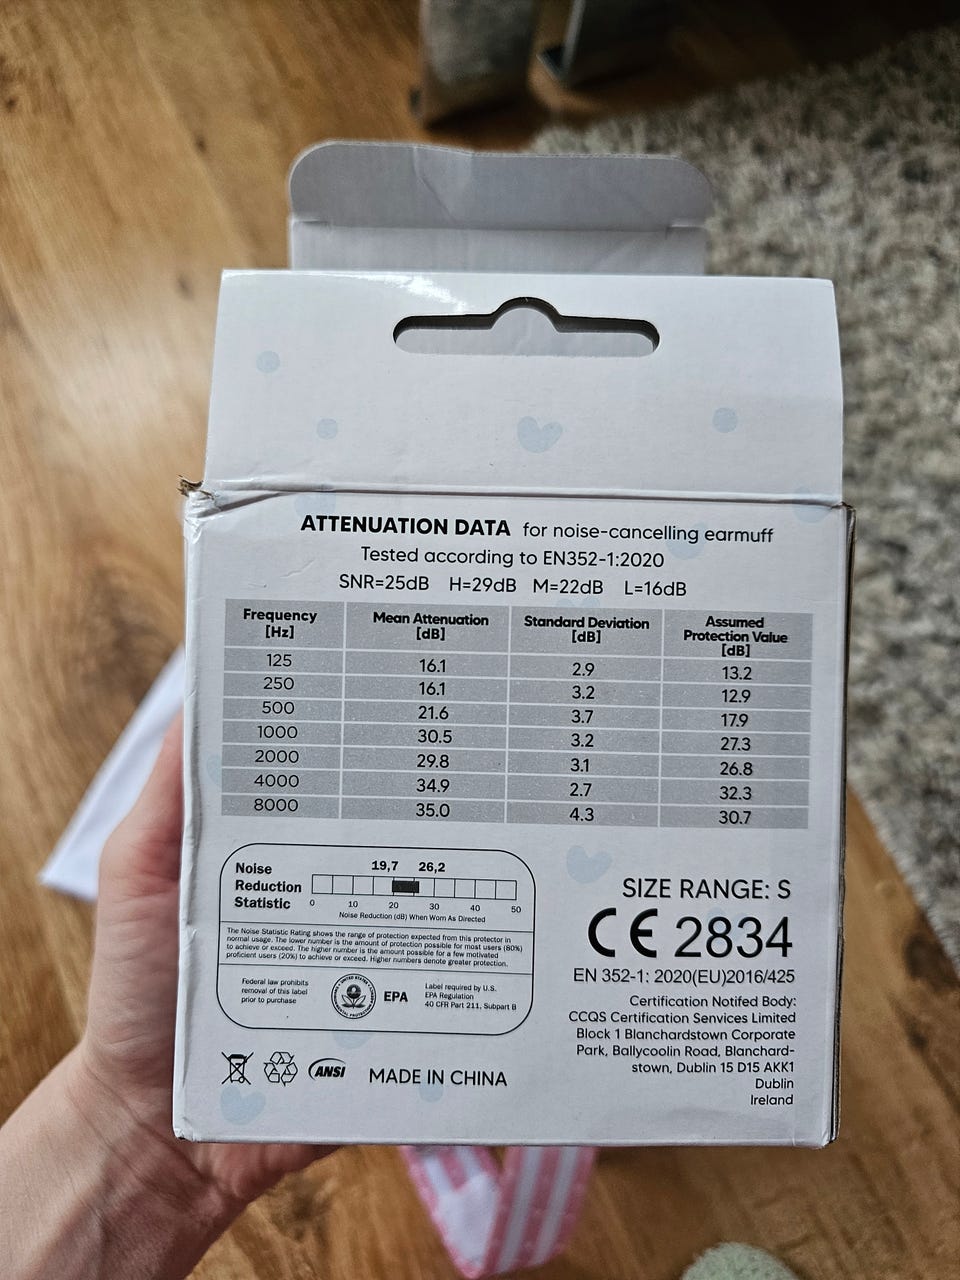 ATTENUATION DATA for noise-cancelling earmuff
Tested according to EN352-1:2020
SNR=25dB H=29dB M=22dB L=16dB
Frequency [Hz] Mean Attenuation [dB] Standard Deviation [dB] Assumed Protection Value [dB]
125 16.1 2.9 13.2
250 16.1 3.2 12.9
500 21.6 3.7 17.9
1000 30.5 3.2 27.3
2000 29.8 3.1 26.8
4000 34.9 2.7 32.3
8000 35.0 4.3 30.7
Noise
Reduction
Statistic
19,7 26,2
0 10 20 30 40 50
Noise Reduction (dB) When Worn As Directed
The Noise Statistic Rating shows the range of protection expected from this protector in
normal usage. The lower number is the amount of protection possible for most users (80%)
to achieve or exceed. The higher number is the amount possible for a few motivated
proficient users (20%) to achieve or exceed. Higher numbers denote greater protection.
Federal law prohibits
removal of this label
prior to purchase
EPA
Label required by U.S.
EPA Regulation
40 CFR Part 211, Subpart B
ANSI
MADE IN CHINA
SIZE RANGE: S
CE 2834
EN 352-1: 2020(EU)2016/425
Certification Notifed Body:
CCQS Certification Services Limited
Block 1 Blanchardstown Corporate
Park, Ballycoolin Road, Blanchard-
stown, Dublin 15 D15 AKK1
Dublin
Ireland